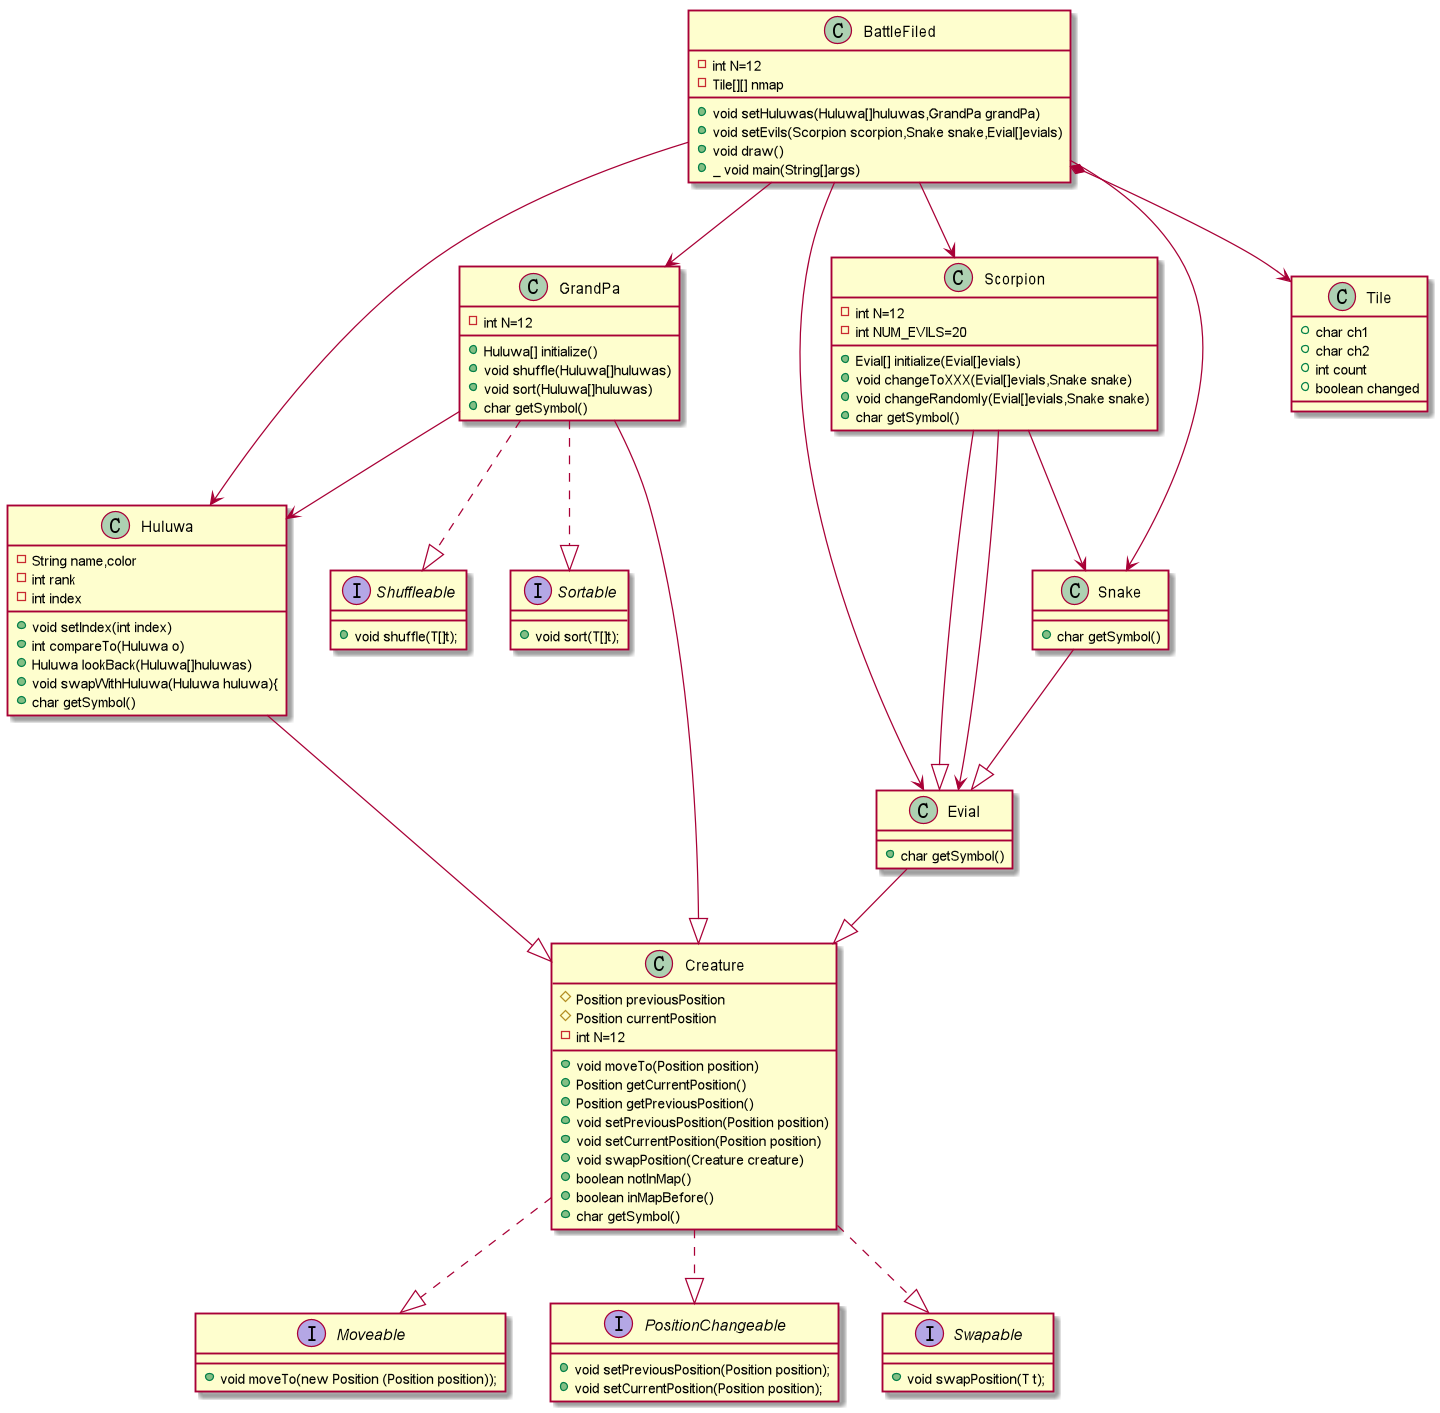 C BattleFiled
int N=12
Tile[][] nmap
void setHuluwas(Huluwa[]huluwas,GrandPa grandPa)
void setEvils(Scorpion scorpion,Snake snake,Evial[]evials)
void draw()
_ void main(String[]args)
C GrandPa
int N=12
Huluwa[] initialize()
void shuffle(Huluwa[]huluwas)
void sort(Huluwa[]huluwas)
char getSymbol()
C Scorpion
int N=12
int NUM_EVILS=20
Evial[] initialize(Evial[]evials)
void changeToXXX(Evial[]evials,Snake snake)
void changeRandomly(Evial[]evials,Snake snake)
char getSymbol()
C Tile
char ch1
char ch2
int count
boolean changed
C Huluwa
String name,color
int rank
int index
void setIndex(int index)
int compareTo(Huluwa o)
Huluwa lookBack(Huluwa[]huluwas)
void swapWithHuluwa(Huluwa huluwa){
char getSymbol()
I Shuffleable
void shuffle(T[]t);
I Sortable
void sort(T[]t);
C Snake
char getSymbol()
C Evial
char getSymbol()
C Creature
Position previousPosition
Position currentPosition
int N=12
void moveTo(Position position)
Position getCurrentPosition()
Position getPreviousPosition()
void setPreviousPosition(Position position)
void setCurrentPosition(Position position)
void swapPosition(Creature creature)
boolean notInMap()
boolean inMapBefore()
char getSymbol()
I Moveable
void moveTo(new Position (Position position));
I PositionChangeable
void setPreviousPosition(Position position);
void setCurrentPosition(Position position);
I Swapable
void swapPosition(T t);